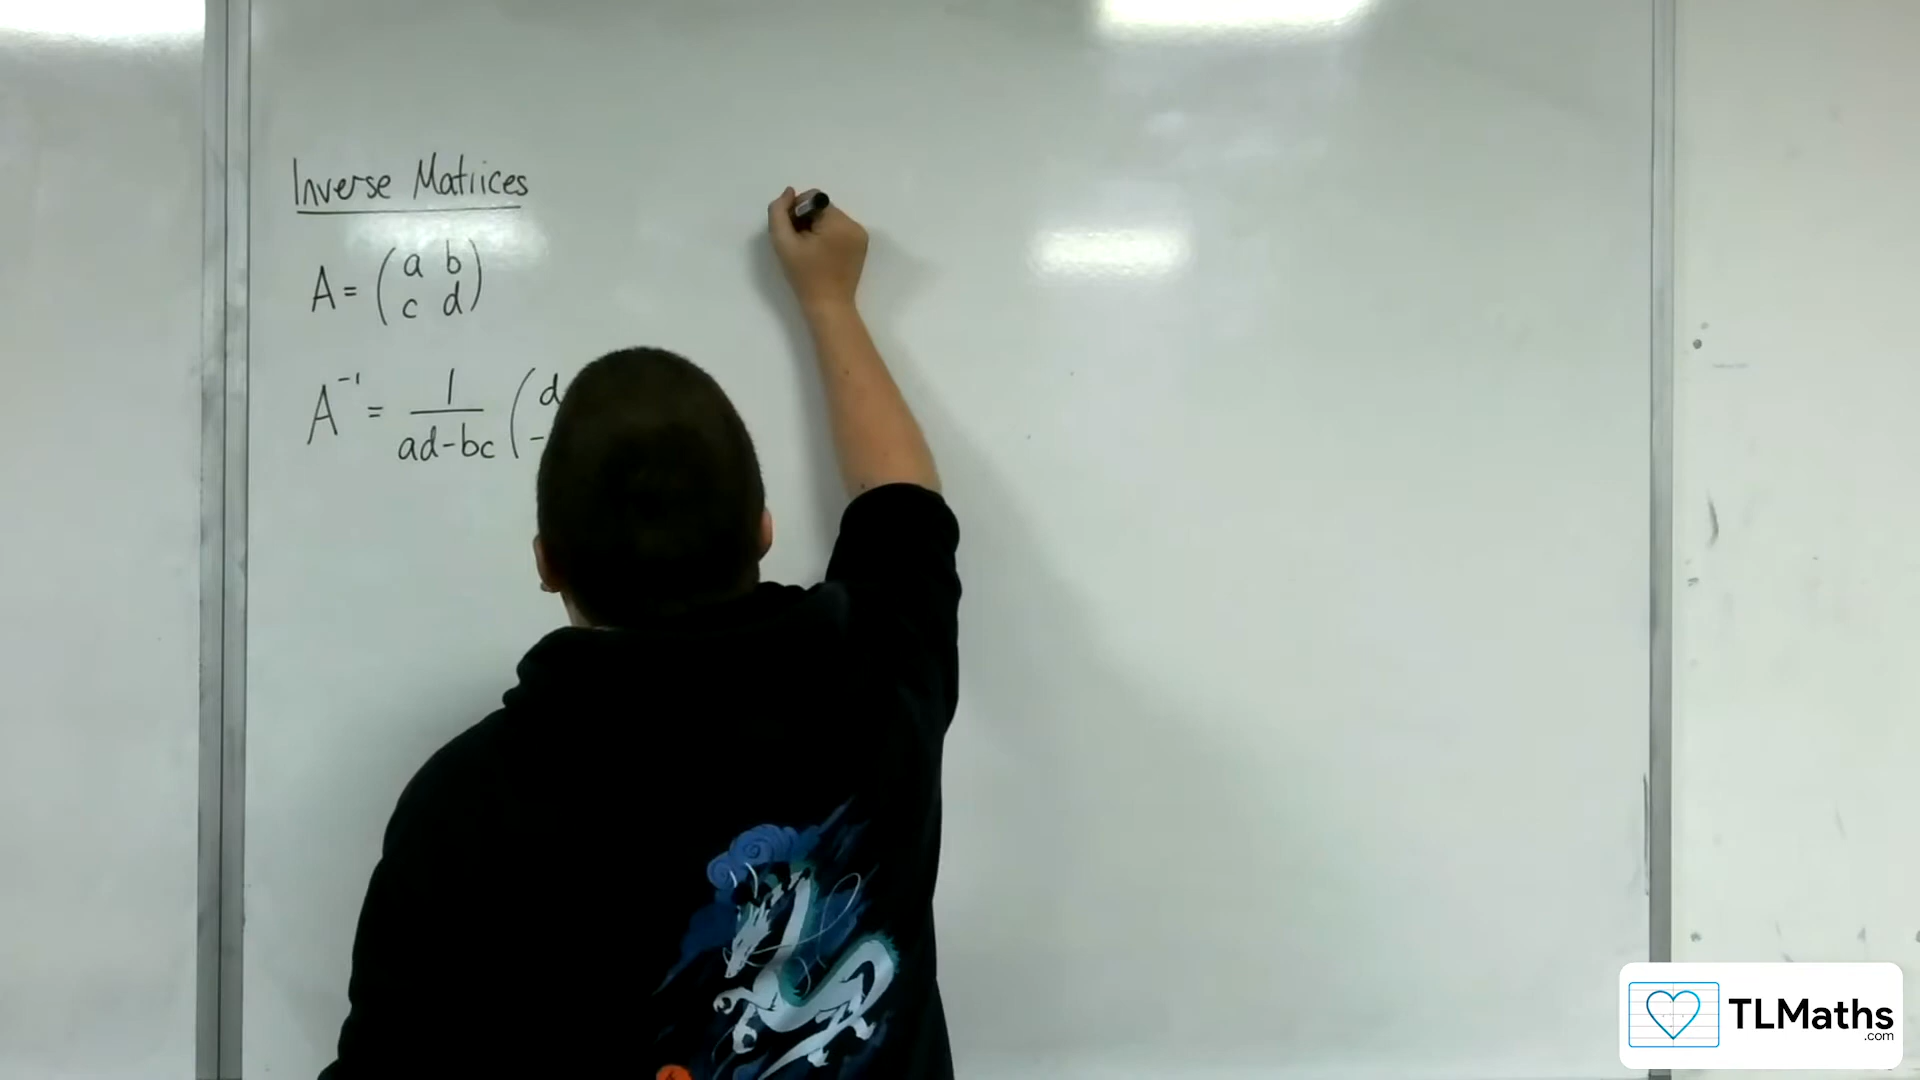 Inverse Matrices
A = (a b
c d)
A⁻¹ = 1/(ad-bc) (d
-
TLMaths
.com